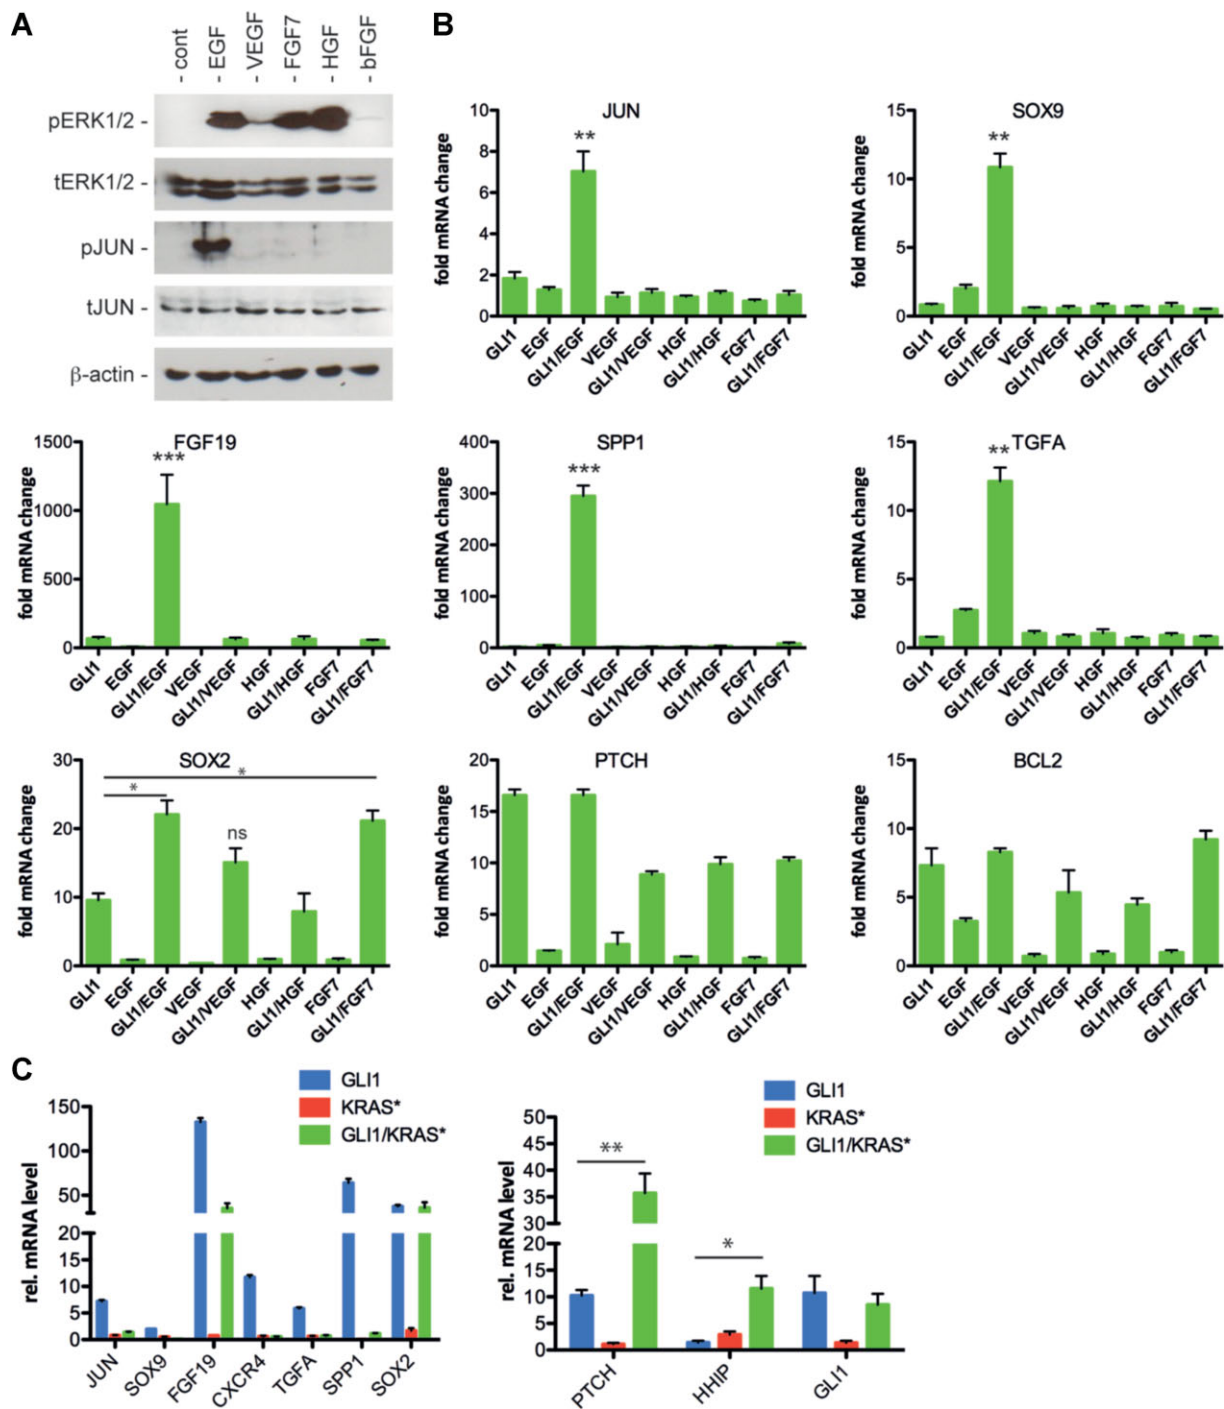 A
- cont
- EGF
- VEGF
- FGF7
- HGF
- bFGF
pERK1/2 -
tERK1/2 -
pJUN -
tJUN -
β-actin -
B
JUN
fold mRNA change
10
8
6
4
2
0
**
GLI1
EGF
GLI1/EGF
VEGF
GLI1/VEGF
HGF
GLI1/HGF
FGF7
GLI1/FGF7
SOX9
fold mRNA change
15
10
5
0
**
GLI1
EGF
GLI1/EGF
VEGF
GLI1/VEGF
HGF
GLI1/HGF
FGF7
GLI1/FGF7
FGF19
fold mRNA change
1500
1000
500
0
***
GLI1
EGF
GLI1/EGF
VEGF
GLI1/VEGF
HGF
GLI1/HGF
FGF7
GLI1/FGF7
SPP1
fold mRNA change
400
300
200
100
0
***
GLI1
EGF
GLI1/EGF
VEGF
GLI1/VEGF
HGF
GLI1/HGF
FGF7
GLI1/FGF7
TGFA
fold mRNA change
15
10
5
0
**
GLI1
EGF
GLI1/EGF
VEGF
GLI1/VEGF
HGF
GLI1/HGF
FGF7
GLI1/FGF7
SOX2
fold mRNA change
30
20
10
0
*
*
ns
GLI1
EGF
GLI1/EGF
VEGF
GLI1/VEGF
HGF
GLI1/HGF
FGF7
GLI1/FGF7
PTCH
fold mRNA change
20
15
10
5
0
GLI1
EGF
GLI1/EGF
VEGF
GLI1/VEGF
HGF
GLI1/HGF
FGF7
GLI1/FGF7
BCL2
fold mRNA change
15
10
5
0
GLI1
EGF
GLI1/EGF
VEGF
GLI1/VEGF
HGF
GLI1/HGF
FGF7
GLI1/FGF7
C
GLI1
KRAS*
GLI1/KRAS*
rel. mRNA level
150
100
50
20
15
10
5
0
JUN
SOX9
FGF19
CXCR4
TGFA
SPP1
SOX2
GLI1
KRAS*
GLI1/KRAS*
rel. mRNA level
50
45
40
35
30
20
15
10
5
0
**
*
PTCH
HHIP
GLI1